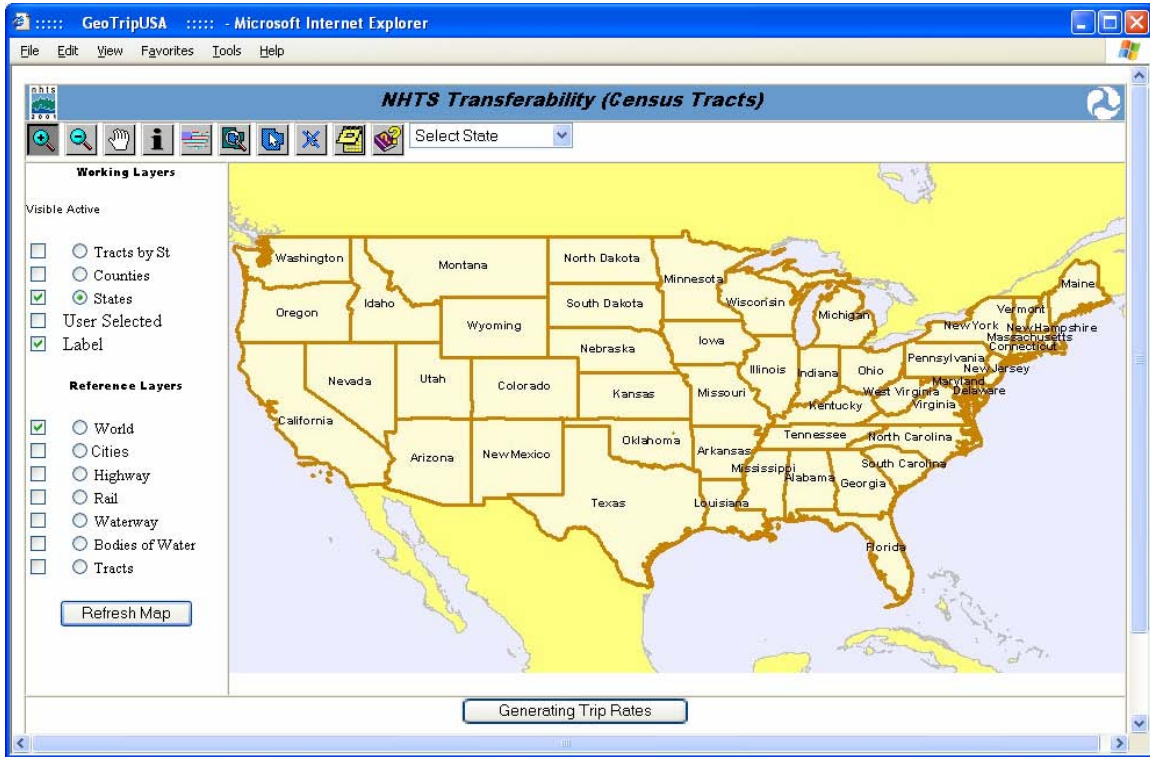 ::::: GeoTripUSA ::::: - Microsoft Internet Explorer
File Edit View Favorites Tools Help
nhts
2001
NHTS Transferability (Census Tracts)
Select State
Working Layers
Visible Active
Tracts by St
Counties
States
User Selected
Label
Reference Layers
World
Cities
Highway
Rail
Waterway
Bodies of Water
Tracts
Refresh Map
Washington
Montana
North Dakota
Minnesota
Maine
Oregon
Idaho
South Dakota
Wisconsin
Michigan
Vermont
Wyoming
New York
New Hampshire
Massachusetts
Connecticut
Nebraska
Iowa
Pennsylvania
New Jersey
Nevada
Utah
Colorado
Kansas
Missouri
Illinois
Indiana
Ohio
Maryland
West Virginia
Delaware
Kentucky
Virginia
California
Arizona
New Mexico
Oklahoma
Arkansas
Tennessee
North Carolina
Mississippi
Alabama
South Carolina
Georgia
Texas
Louisiana
Florida
Generating Trip Rates